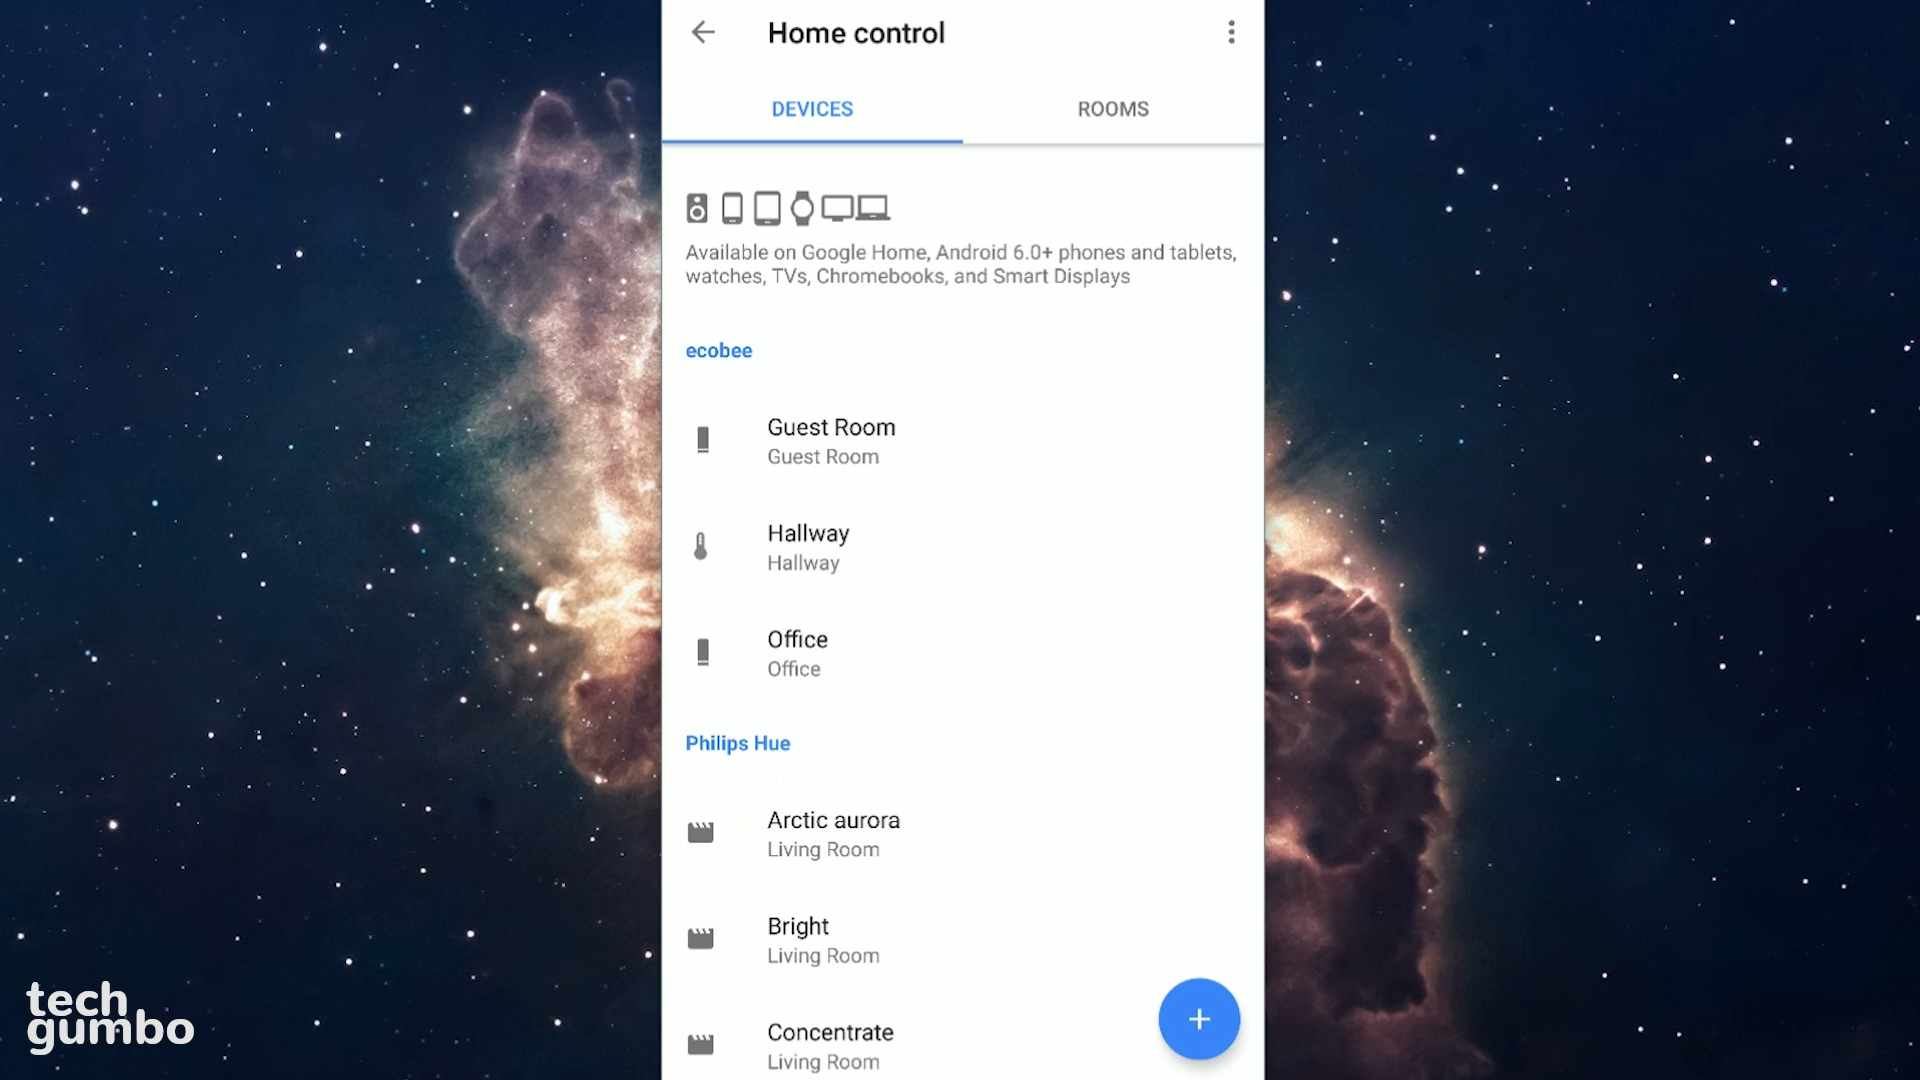 Home control
DEVICES
ROOMS
Available on Google Home, Android 6.0+ phones and tablets,
watches, TVs, Chromebooks, and Smart Displays
ecobee
Guest Room
Guest Room
Hallway
Hallway
Office
Office
Philips Hue
Arctic aurora
Living Room
Bright
Living Room
Concentrate
Living Room
tech
gumbo